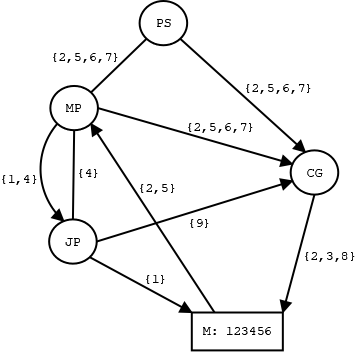 PS
{2,5,6,7}
{2,5,6,7}
MP
{2,5,6,7}
CG
{1,4}
{4}
{2,5}
{9}
JP
{2,3,8}
{1}
M: 123456